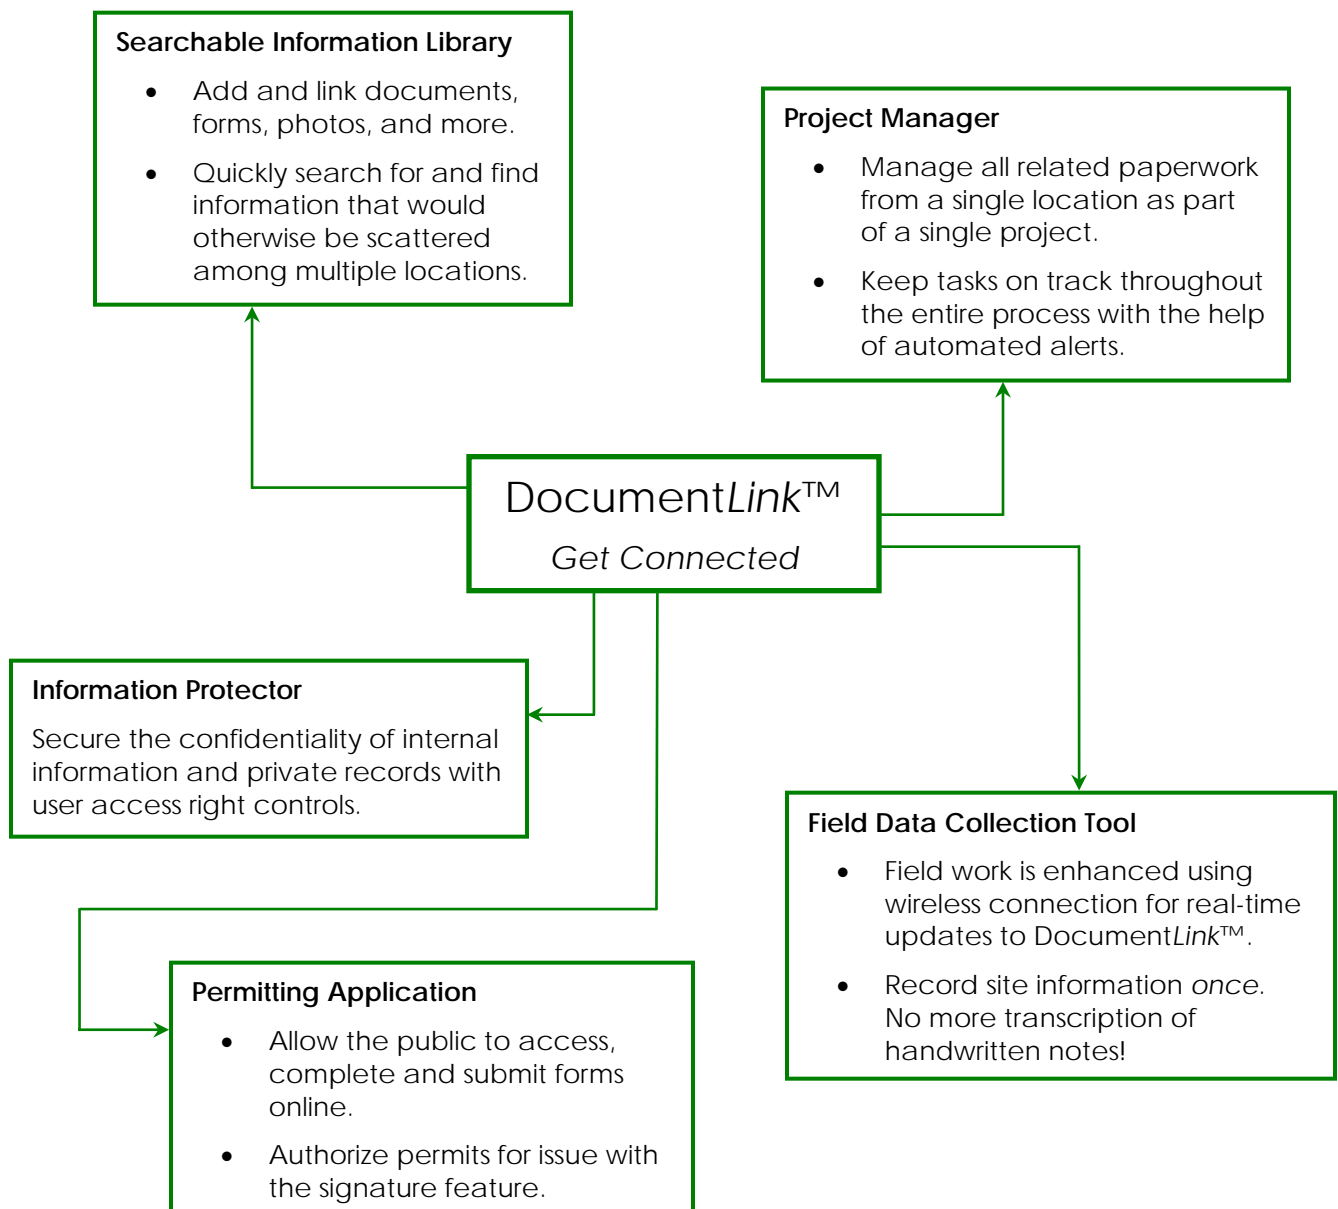 Searchable Information Library
• Add and link documents,
forms, photos, and more.
• Quickly search for and find
information that would
otherwise be scattered
among multiple locations.
Project Manager
• Manage all related paperwork
from a single location as part
of a single project.
• Keep tasks on track throughout
the entire process with the help
of automated alerts.
DocumentLink™
Get Connected
Information Protector
Secure the confidentiality of internal
information and private records with
user access right controls.
Field Data Collection Tool
• Field work is enhanced using
wireless connection for real-time
updates to DocumentLink™.
• Record site information once.
No more transcription of
handwritten notes!
Permitting Application
• Allow the public to access,
complete and submit forms
online.
• Authorize permits for issue with
the signature feature.